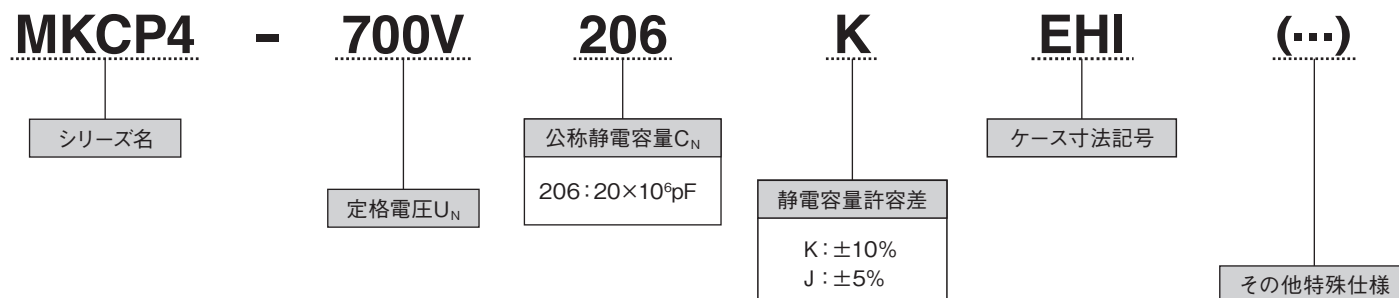 MKCP4 - 700V 206 K EHI (…)
シリーズ名
公称静電容量CN
ケース寸法記号
206：20×10⁶pF
定格電圧UN
静電容量許容差
K：±10%
J：±5%
その他特殊仕様